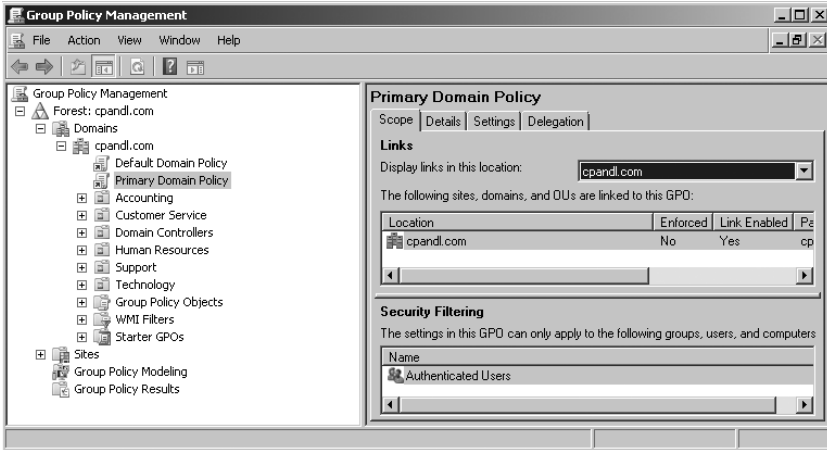 Group Policy Management
File Action View Window Help
Group Policy Management
Forest: cpandl.com
Domains
cpandl.com
Default Domain Policy
Primary Domain Policy
Accounting
Customer Service
Domain Controllers
Human Resources
Support
Technology
Group Policy Objects
WMI Filters
Starter GPOs
Sites
Group Policy Modeling
Group Policy Results
Primary Domain Policy
Scope Details Settings Delegation
Links
Display links in this location: cpandl.com
The following sites, domains, and OUs are linked to this GPO:
Location Enforced Link Enabled Pa
cpandl.com No Yes cp
Security Filtering
The settings in this GPO can only apply to the following groups, users, and computers
Name
Authenticated Users